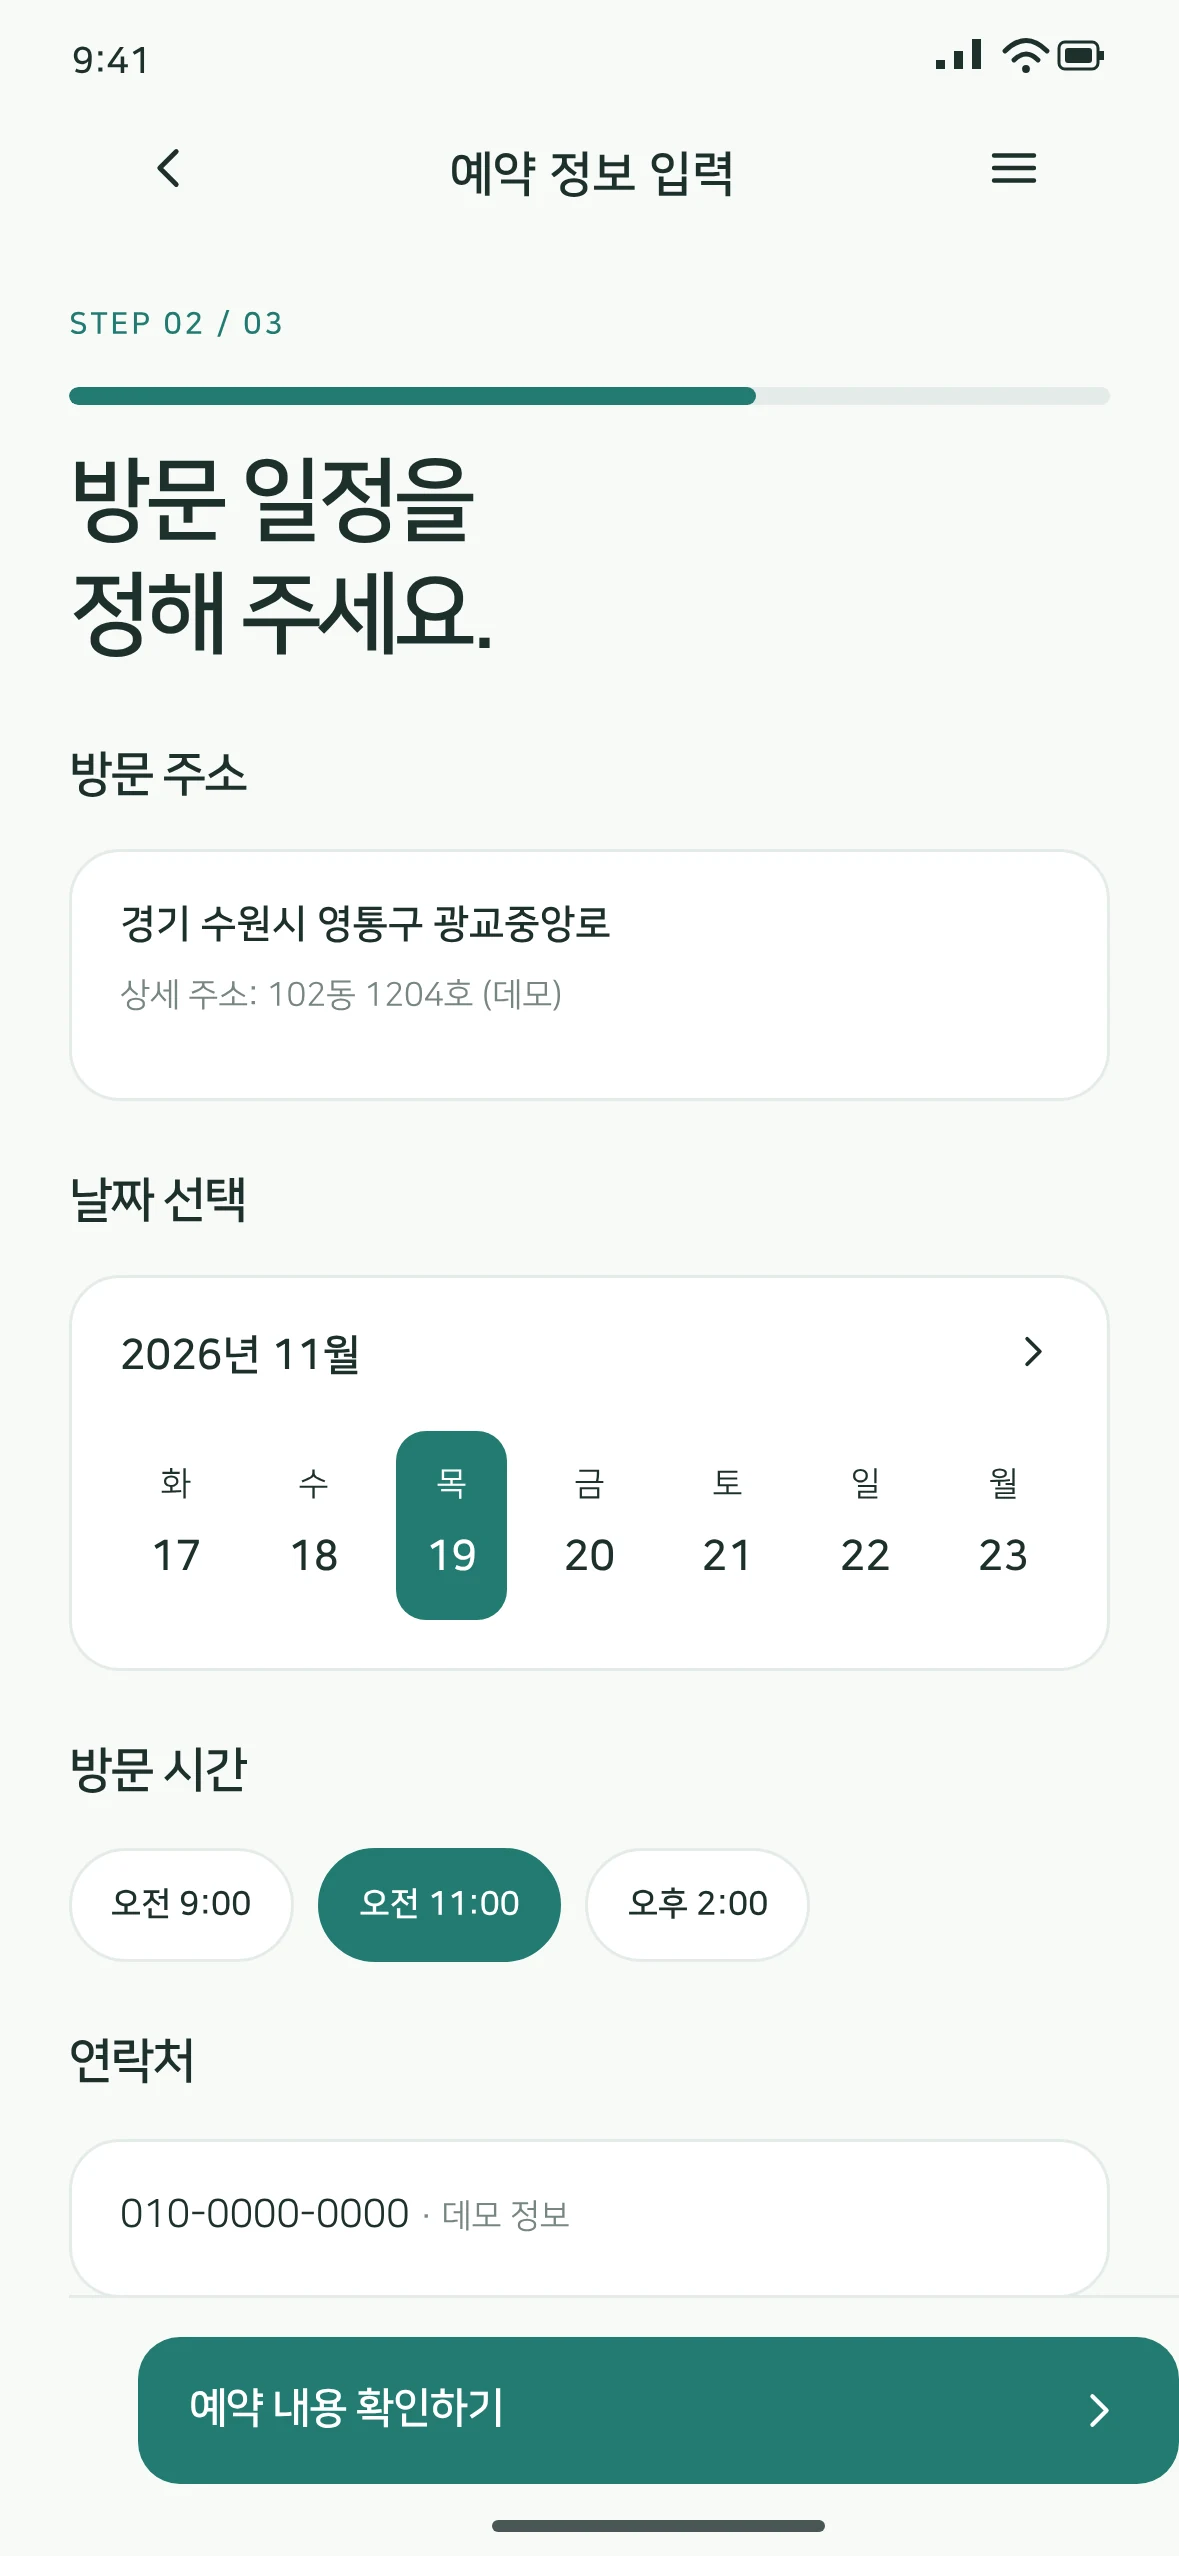 9:41
예약 정보 입력
STEP 02 / 03
방문 일정을
정해 주세요.
방문 주소
경기 수원시 영통구 광교중앙로
상세 주소: 102동 1204호 (데모)
날짜 선택
2026년 11월
화 수 목 금 토 일 월
17 18 19 20 21 22 23
방문 시간
오전 9:00 오전 11:00 오후 2:00
연락처
010-0000-0000 · 데모 정보
예약 내용 확인하기